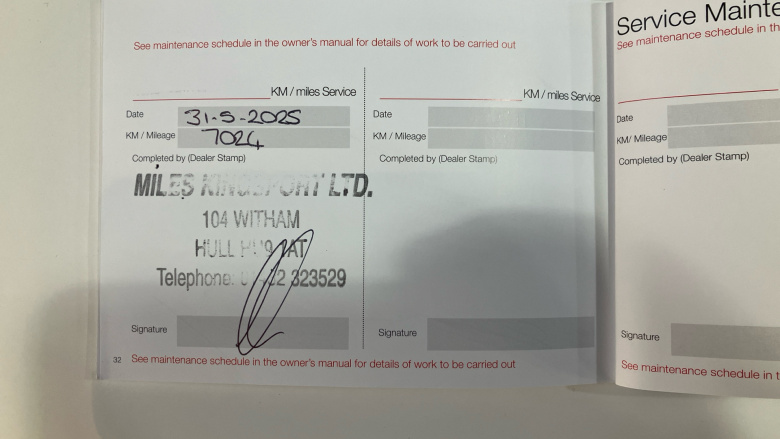 See maintenance schedule in the owner's manual for details of work to be carried out
KM / miles Service
Date 31-5-2025
KM / Mileage 7024
Completed by (Dealer Stamp)
MILES KINGSPORT LTD.
104 WITHAM
HULL HU9 1AT
Telephone: 323529
Signature
32 See maintenance schedule in the owner's manual for details of work to be carried out
KM / miles Service
Date
KM / Mileage
Completed by (Dealer Stamp)
Signature
Service Mainte
See maintenance schedule in th
Date
KM/ Mileage
Completed by (Dealer Stamp)
Signature
See maintenance schedule in t